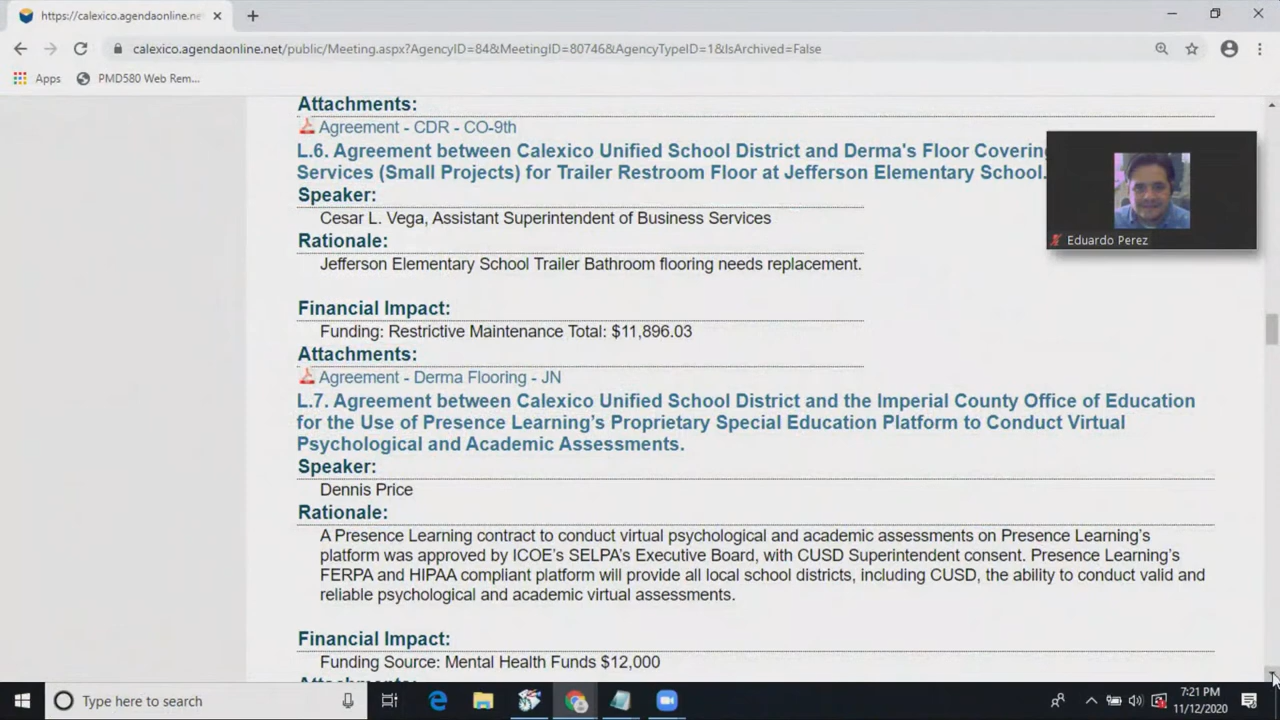 https://calexico.agendaonline.ne
calexico.agendaonline.net/public/Meeting.aspx?AgencyID=84&MeetingID=80746&AgencyTypeID=1&IsArchived=False
Apps
PMD580 Web Rem...
Attachments:
Agreement - CDR - CO-9th
L.6. Agreement between Calexico Unified School District and Derma's Floor Covering
Services (Small Projects) for Trailer Restroom Floor at Jefferson Elementary School.
Speaker:
Cesar L. Vega, Assistant Superintendent of Business Services
Eduardo Perez
Rationale:
Jefferson Elementary School Trailer Bathroom flooring needs replacement.
Financial Impact:
Funding: Restrictive Maintenance Total: $11,896.03
Attachments:
Agreement - Derma Flooring - JN
L.7. Agreement between Calexico Unified School District and the Imperial County Office of Education
for the Use of Presence Learning’s Proprietary Special Education Platform to Conduct Virtual
Psychological and Academic Assessments.
Speaker:
Dennis Price
Rationale:
A Presence Learning contract to conduct virtual psychological and academic assessments on Presence Learning’s
platform was approved by ICOE’s SELPA’s Executive Board, with CUSD Superintendent consent. Presence Learning’s
FERPA and HIPAA compliant platform will provide all local school districts, including CUSD, the ability to conduct valid and
reliable psychological and academic virtual assessments.
Financial Impact:
Funding Source: Mental Health Funds $12,000
Type here to search
7:21 PM
11/12/2020